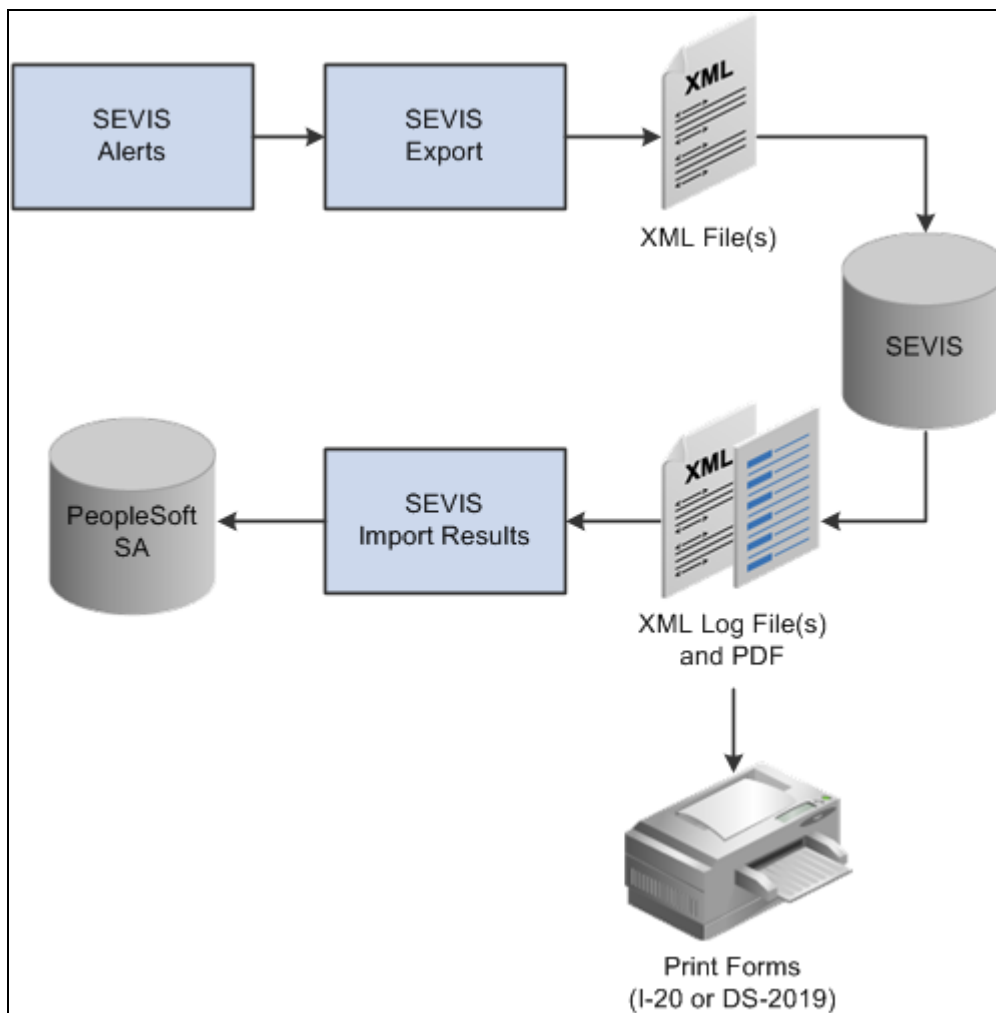 SEVIS
Alerts
SEVIS
Export
XML
XML File(s)
SEVIS
PeopleSoft
SA
SEVIS
Import Results
XML
XML Log File(s)
and PDF
Print Forms
(I-20 or DS-2019)